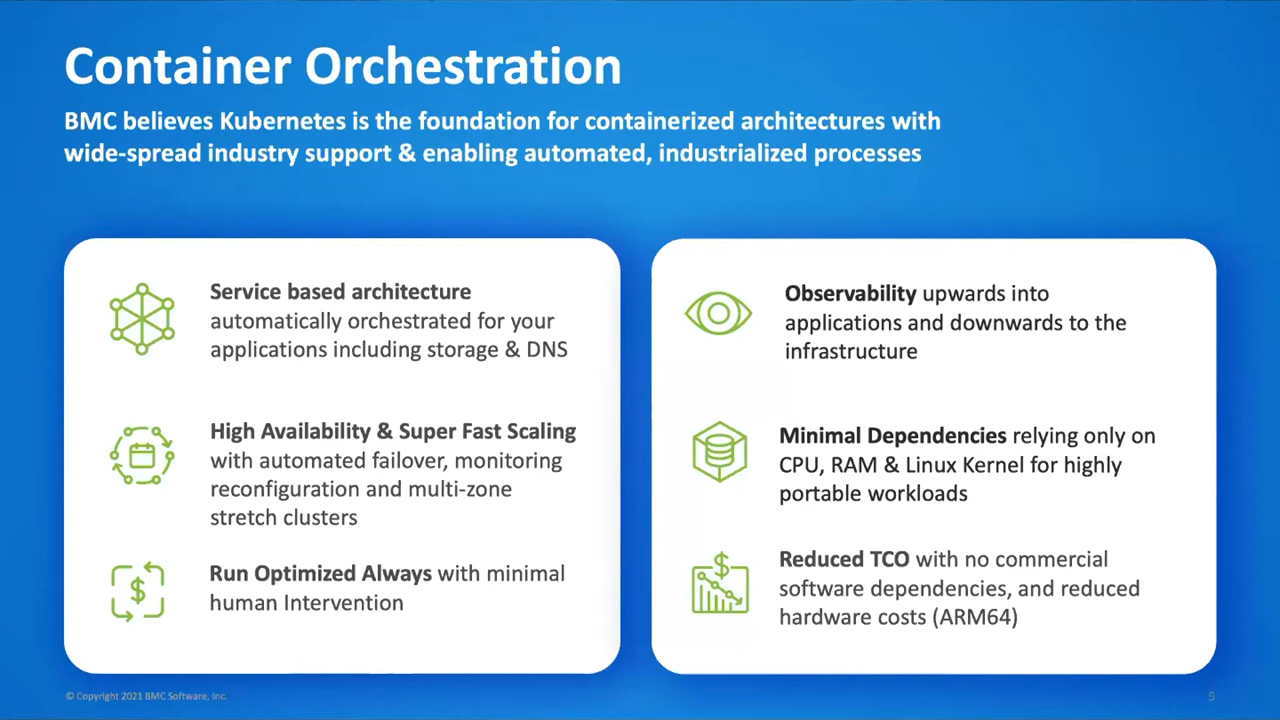 Container Orchestration
BMC believes Kubernetes is the foundation for containerized architectures with
wide-spread industry support & enabling automated, industrialized processes
Service based architecture
automatically orchestrated for your
applications including storage & DNS
High Availability & Super Fast Scaling
with automated failover, monitoring
reconfiguration and multi-zone
stretch clusters
Run Optimized Always with minimal
human Intervention
Observability upwards into
applications and downwards to the
infrastructure
Minimal Dependencies relying only on
CPU, RAM & Linux Kernel for highly
portable workloads
Reduced TCO with no commercial
software dependencies, and reduced
hardware costs (ARM64)
© Copyright 2021 BMC Software, Inc.
9